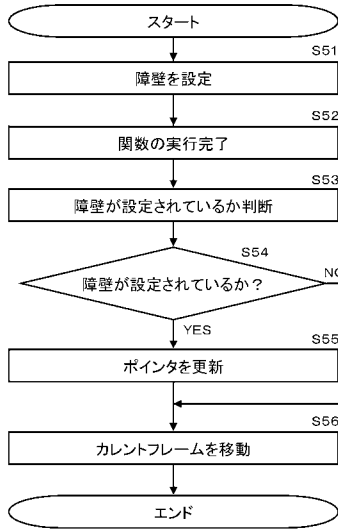 スタート
S51
障壁を設定
S52
関数の実行完了
S53
障壁が設定されているか判断
S54
障壁が設定されているか？
NO
YES
S55
ポインタを更新
S56
カレントフレームを移動
エンド